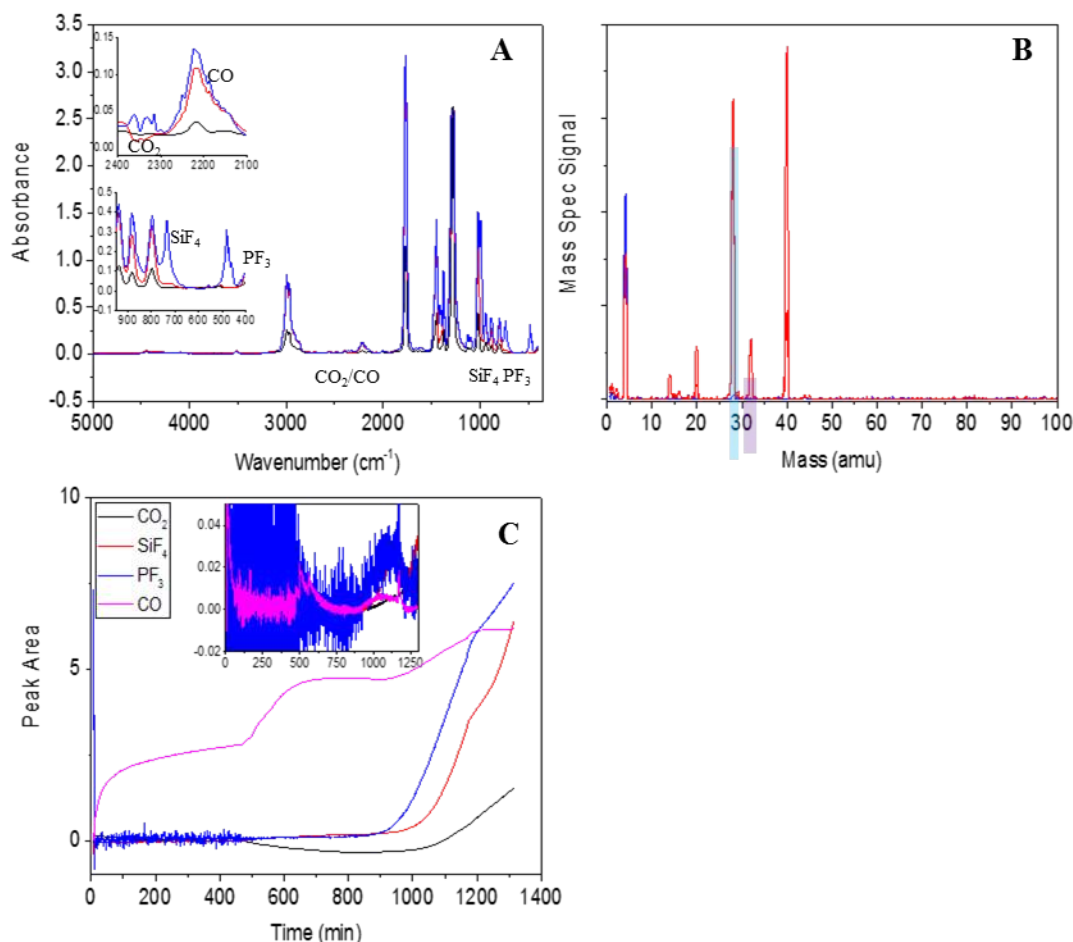 A
3.5
3.0
2.5
2.0
1.5
1.0
0.5
0.0
-0.5
Absorbance
0.15
0.10
0.05
0.00
CO
CO₂
2400 2300 2200 2100
0.5
0.4
0.3
0.2
0.1
0.0
-0.1
SiF₄
PF₃
900 800 700 600 500 400
CO₂/CO
SiF₄ PF₃
5000 4000 3000 2000 1000
Wavenumber (cm⁻¹)
B
Mass Spec Signal
0 10 20 30 40 50 60 70 80 90 100
Mass (amu)
C
10
5
0
Peak Area
CO₂
SiF₄
PF₃
CO
0.04
0.02
0.00
-0.02
0 250 500 750 1000 1250
0 200 400 600 800 1000 1200 1400
Time (min)